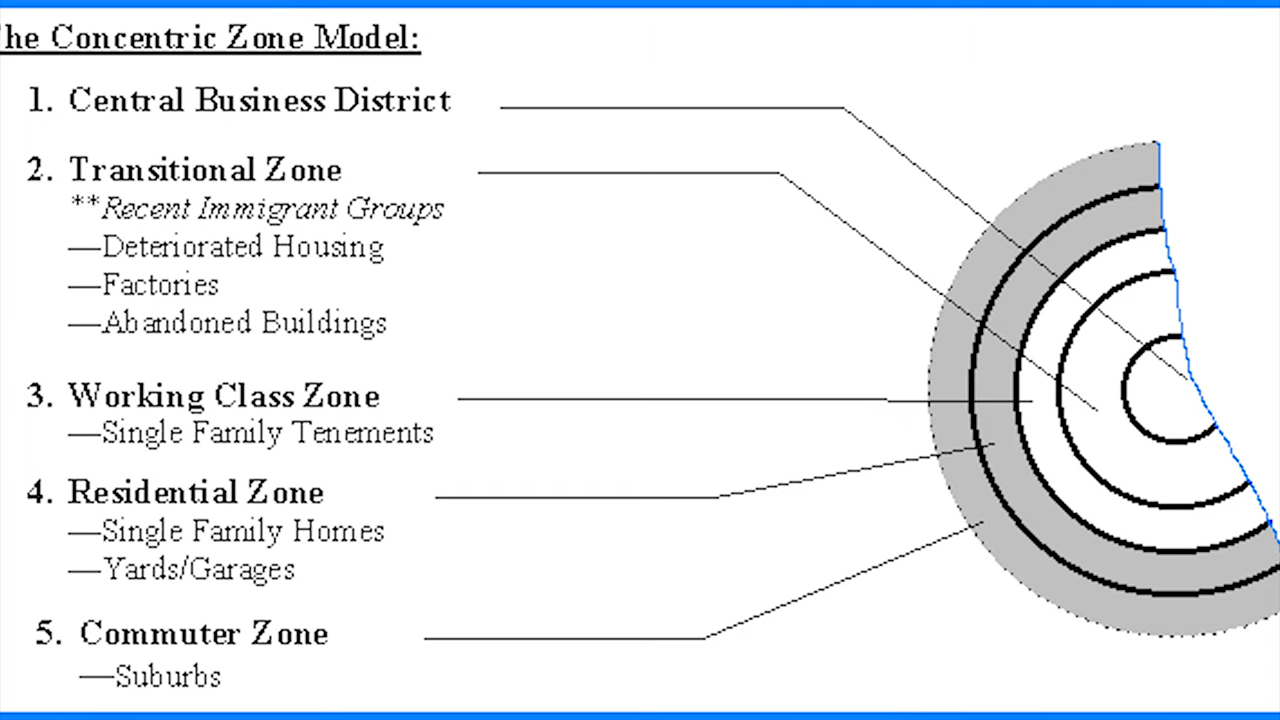 he Concentric Zone Model:
1. Central Business District
2. Transitional Zone
**Recent Immigrant Groups
—Deteriorated Housing
—Factories
—Abandoned Buildings
3. Working Class Zone
—Single Family Tenements
4. Residential Zone
—Single Family Homes
—Yards/Garages
5. Commuter Zone
—Suburbs